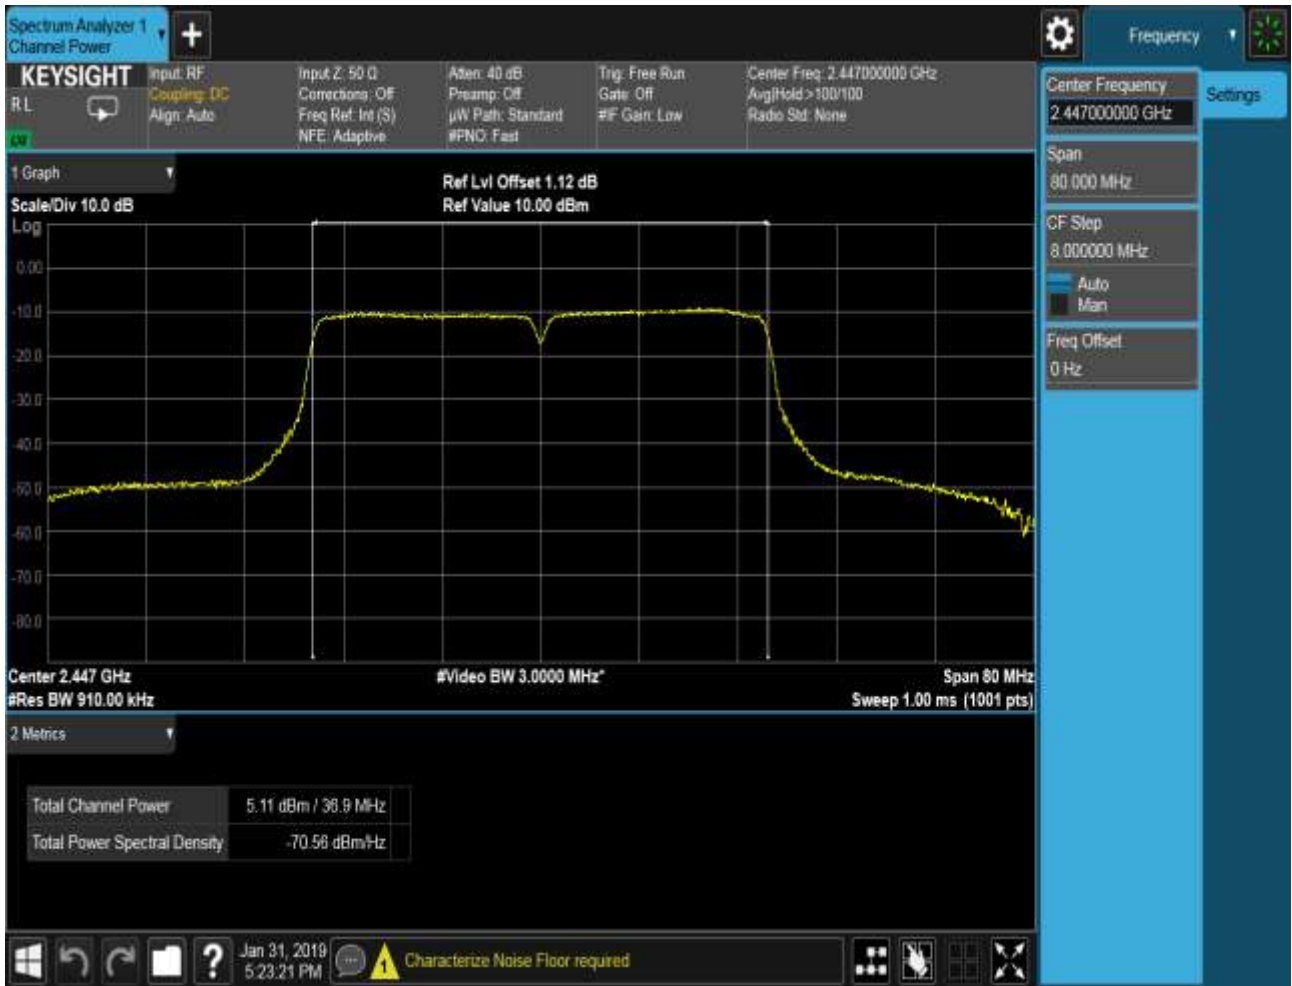 Spectrum Analyzer 1
Channel Power
Frequency
KEYSIGHT
R L
LXI
Input: RF
Coupling: DC
Align: Auto
Input Z: 50 Ω
Corrections: Off
Freq Ref: Int (S)
NFE: Adaptive
Atten: 40 dB
Preamp: Off
µW Path: Standard
#PNO: Fast
Trig: Free Run
Gate: Off
#IF Gain: Low
Center Freq: 2.447000000 GHz
Avg|Hold:>100/100
Radio Std: None
Center Frequency
2.447000000 GHz
Settings
Span
80.000 MHz
CF Step
8.000000 MHz
Auto
Man
Freq Offset
0 Hz
1 Graph
Scale/Div 10.0 dB
Ref Lvl Offset 1.12 dB
Ref Value 10.00 dBm
Log
0.00
-10.0
-20.0
-30.0
-40.0
-50.0
-60.0
-70.0
-80.0
Center 2.447 GHz
#Video BW 3.0000 MHz*
Span 80 MHz
#Res BW 910.00 kHz
Sweep 1.00 ms (1001 pts)
2 Metrics
Total Channel Power
5.11 dBm / 36.9 MHz
Total Power Spectral Density
-70.56 dBm/Hz
?
Jan 31, 2019
5:23:21 PM
1
Characterize Noise Floor required